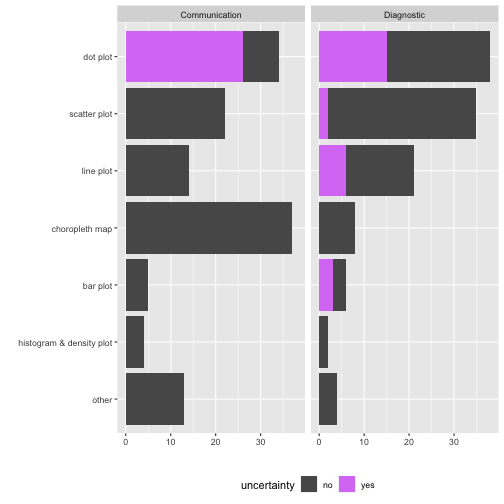 Communication
Diagnostic
dot plot
scatter plot
line plot
choropleth map
bar plot
histogram & density plot
other
0 10 20 30 0 10 20 30
uncertainty no yes